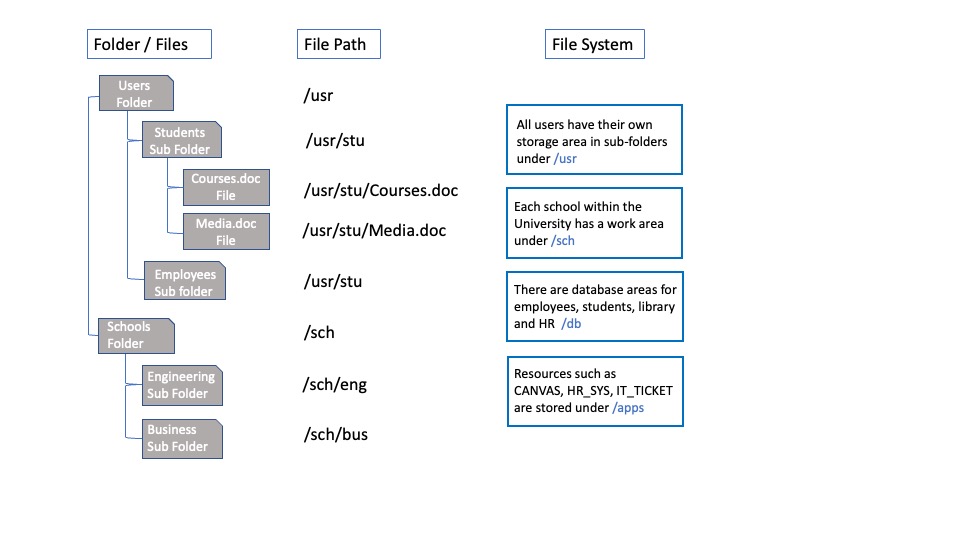 Folder / Files
File Path
File System
Users
Folder
/usr
Students
Sub Folder
/usr/stu
Courses.doc
File
/usr/stu/Courses.doc
Media.doc
File
/usr/stu/Media.doc
Employees
Sub folder
/usr/stu
Schools
Folder
/sch
Engineering
Sub Folder
/sch/eng
Business
Sub Folder
/sch/bus
All users have their own
storage area in sub-folders
under /usr
Each school within the
University has a work area
under /sch
There are database areas for
employees, students, library
and HR /db
Resources such as
CANVAS, HR_SYS, IT_TICKET
are stored under /apps